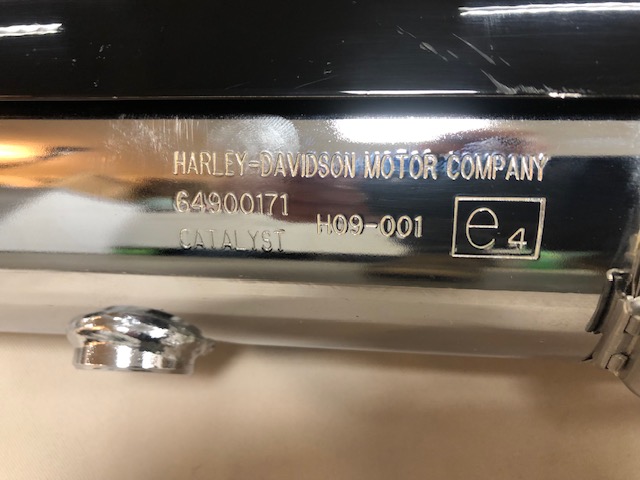 HARLEY-DAVIDSON MOTOR COMPANY
64900171 H09-001 e4
CATALYST